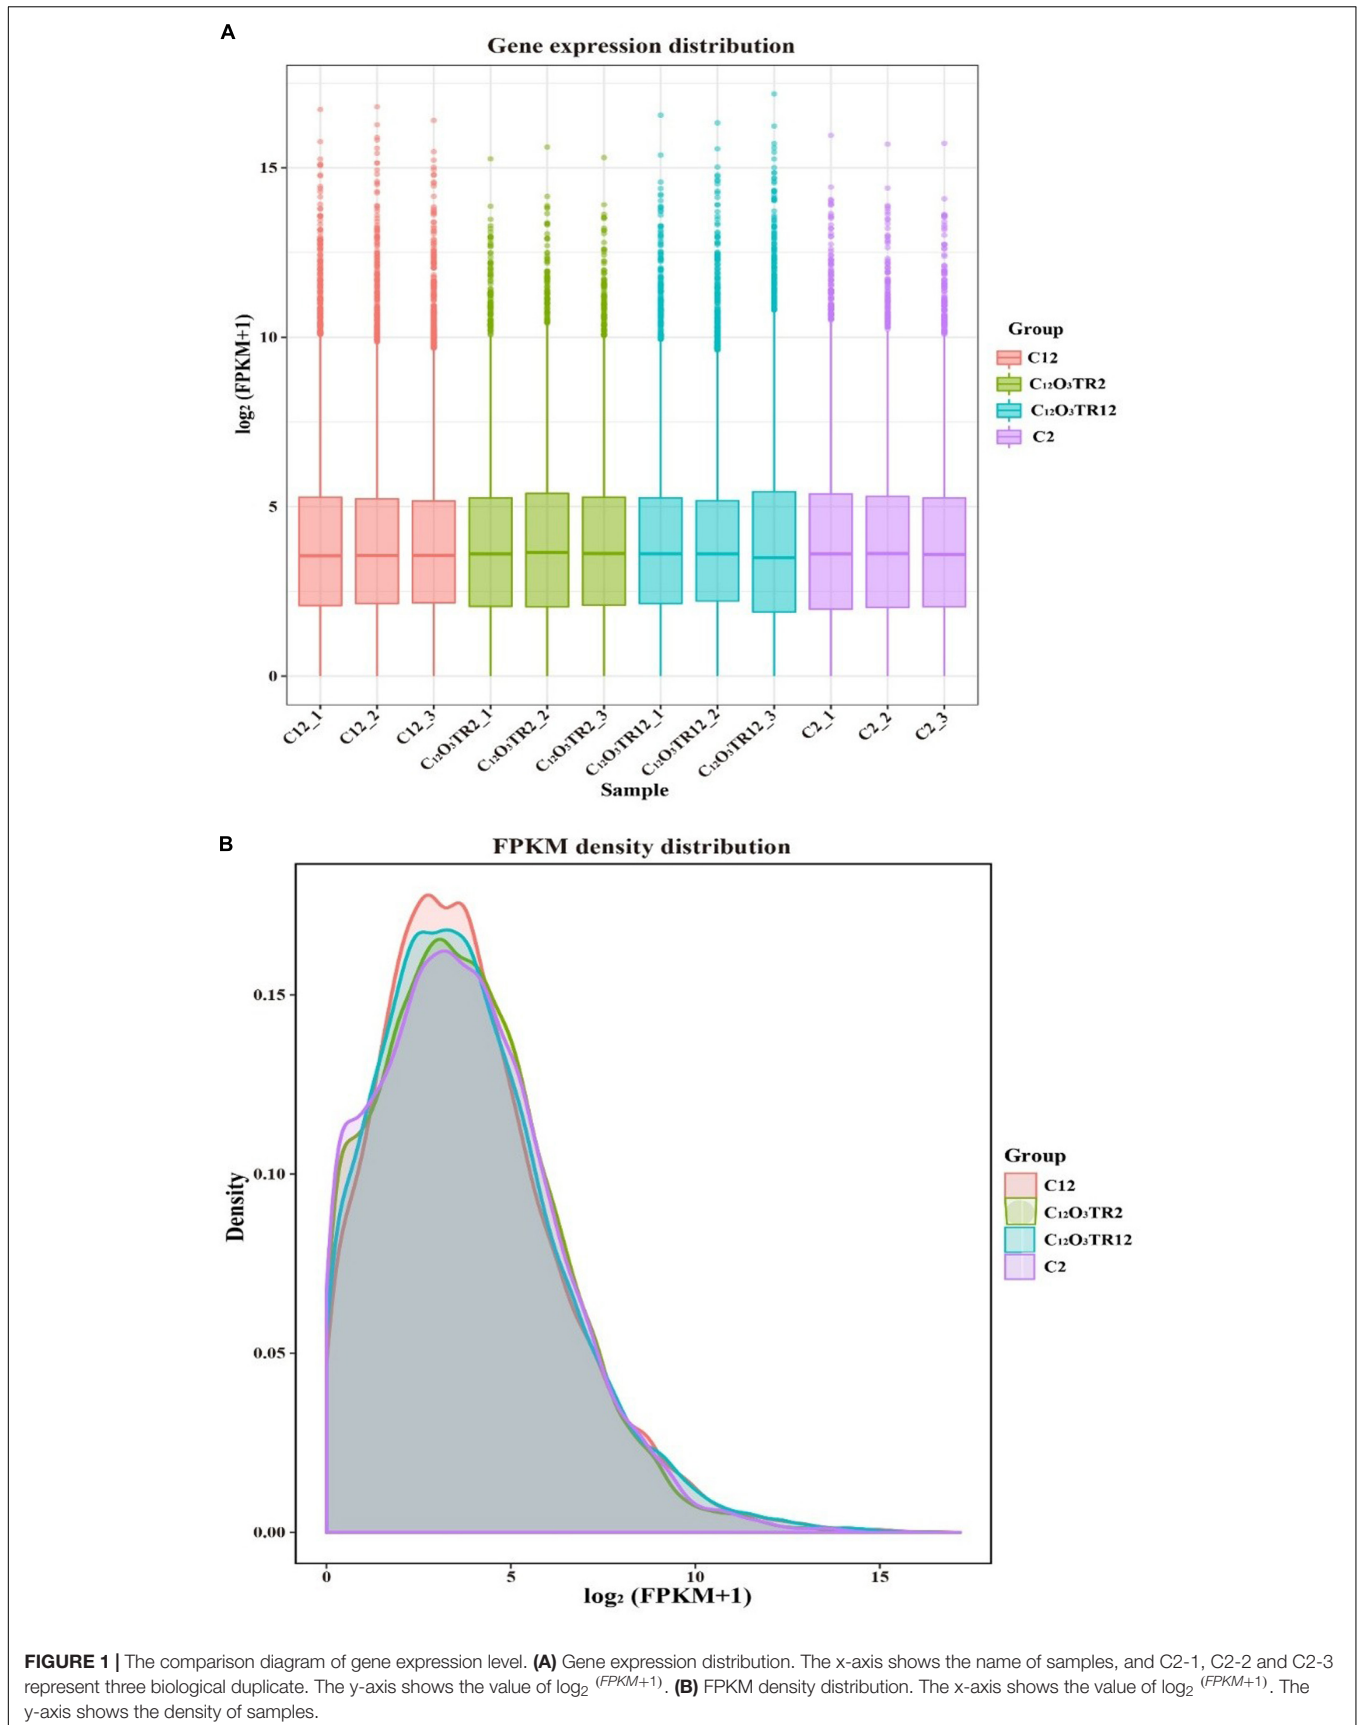 A
Gene expression distribution
15
10
5
0
log₂ (FPKM+1)
Group
C12
C₁₂O₃TR2
C₁₂O₃TR12
C2
C12_1
C12_2
C12_3
C₁₂O₃TR2_1
C₁₂O₃TR2_2
C₁₂O₃TR2_3
C₁₂O₃TR12_1
C₁₂O₃TR12_2
C₁₂O₃TR12_3
C2_1
C2_2
C2_3
Sample
B
FPKM density distribution
0.15
0.10
0.05
0.00
Density
Group
C12
C₁₂O₃TR2
C₁₂O₃TR12
C2
0
5
10
15
log₂ (FPKM+1)
FIGURE 1 | The comparison diagram of gene expression level. (A) Gene expression distribution. The x-axis shows the name of samples, and C2-1, C2-2 and C2-3
represent three biological duplicate. The y-axis shows the value of log₂ (FPKM+1). (B) FPKM density distribution. The x-axis shows the value of log₂ (FPKM+1). The
y-axis shows the density of samples.